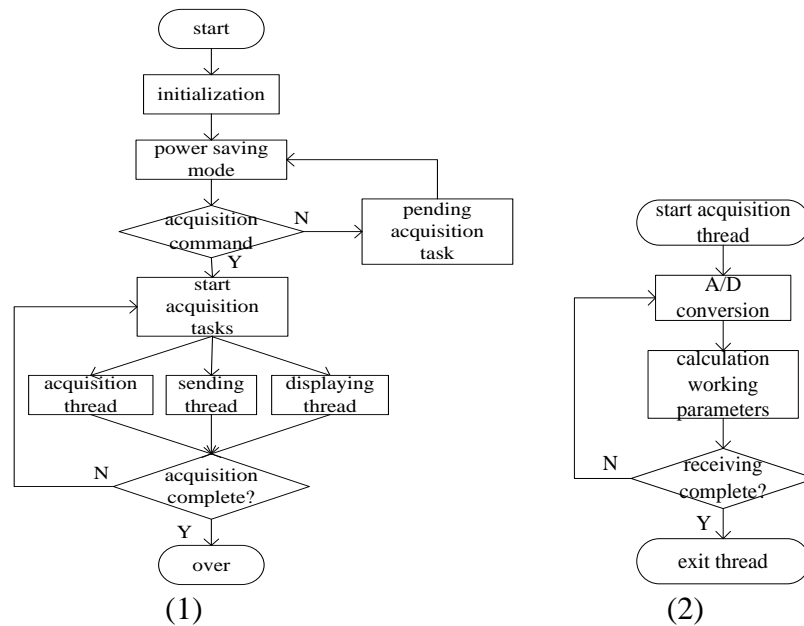 start
initialization
power saving
mode
acquisition
command
N
Y
pending
acquisition
task
start
acquisition
tasks
acquisition
thread
sending
thread
displaying
thread
acquisition
complete?
N
Y
over
(1)
start acquisition
thread
A/D
conversion
calculation
working
parameters
receiving
complete?
N
Y
exit thread
(2)